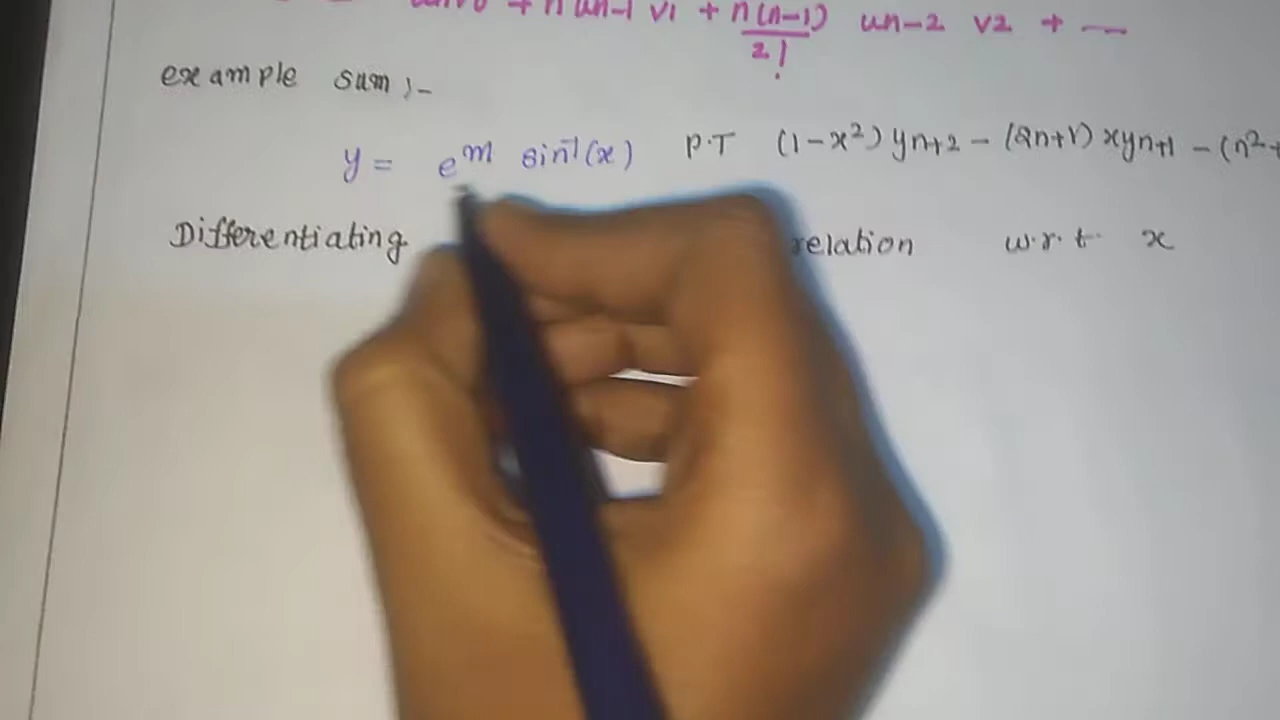 + n un-1 v1 + n(n-1)/2! un-2 v2 + —
example sum :-
y = e^m sin^-1(x) P.T (1-x²) yn+2 - (2n+1) xyn+1 - (n²+
Differentiating relation w.r.t. x